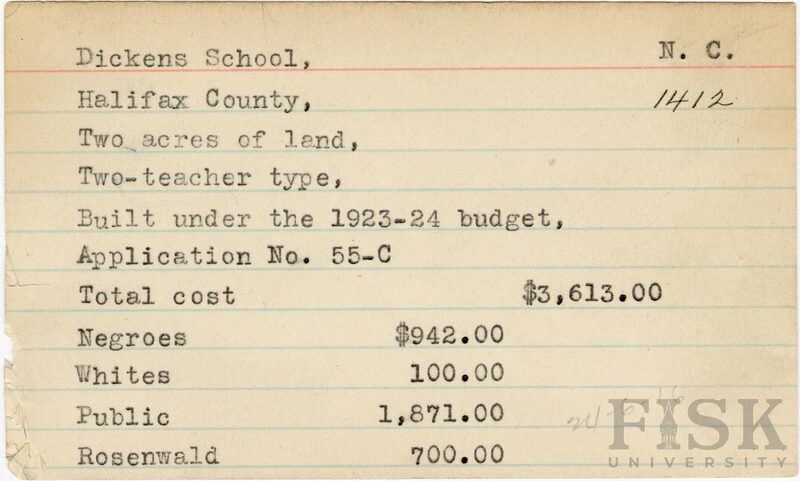 Dickens School, N. C.
Halifax County, 1412
Two acres of land,
Two-teacher type,
Built under the 1923-24 budget,
Application No. 55-C
Total cost $3,613.00
Negroes $942.00
Whites 100.00
Public 1,871.00
Rosenwald 700.00
FISK
UNIVERSITY